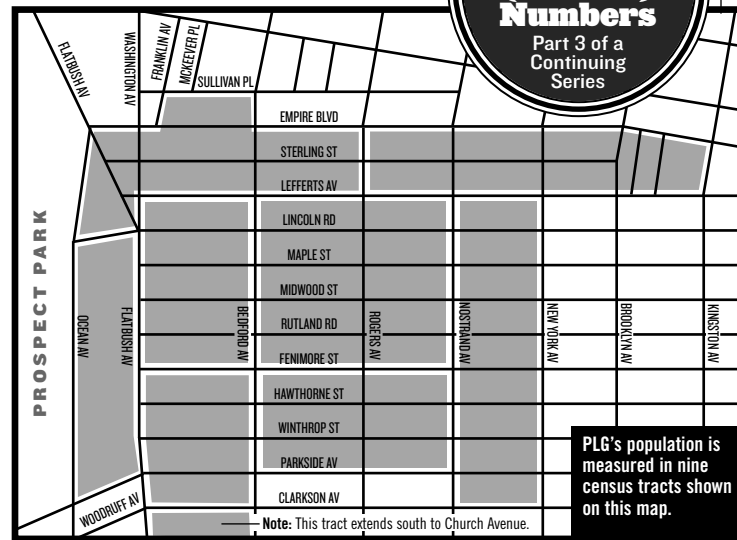 Numbers
Part 3 of a
Continuing
Series
FLATBUSH AV
WASHINGTON AV
FRANKLIN AV
MCKEEVER PL
SULLIVAN PL
EMPIRE BLVD
STERLING ST
LEFFERTS AV
LINCOLN RD
MAPLE ST
MIDWOOD ST
RUTLAND RD
FENIMORE ST
HAWTHORNE ST
WINTHROP ST
PARKSIDE AV
CLARKSON AV
PROSPECT PARK
OCEAN AV
FLATBUSH AV
BEDFORD AV
ROGERS AV
NOSTRAND AV
NEW YORK AV
BROOKLYN AV
KINGSTON AV
WOODRUFF AV
Note: This tract extends south to Church Avenue.
PLG's population is
measured in nine
census tracts shown
on this map.